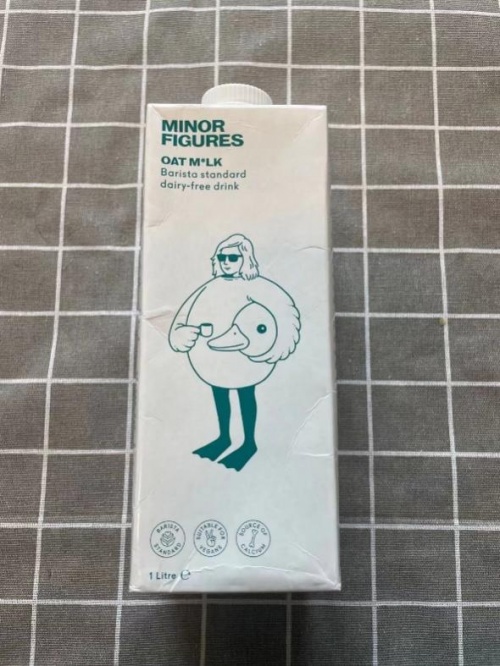 MINOR
FIGURES
OAT M*LK
Barista standard
dairy-free drink
BARISTA STANDARD
SUITABLE FOR VEGANS
SOURCE OF CALCIUM
1 Litre ℮